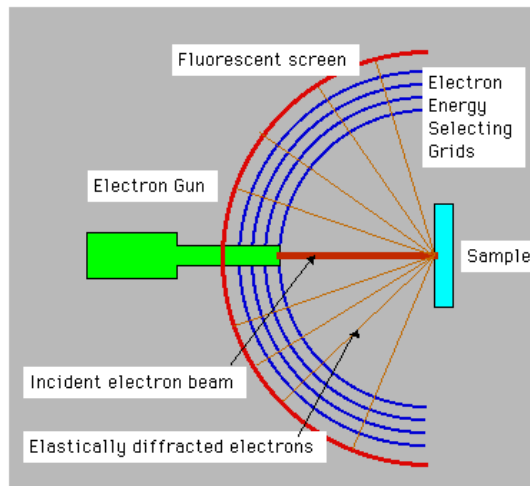 Fluorescent screen
Electron
Energy
Selecting
Grids
Electron Gun
Sample
Incident electron beam
Elastically diffracted electrons